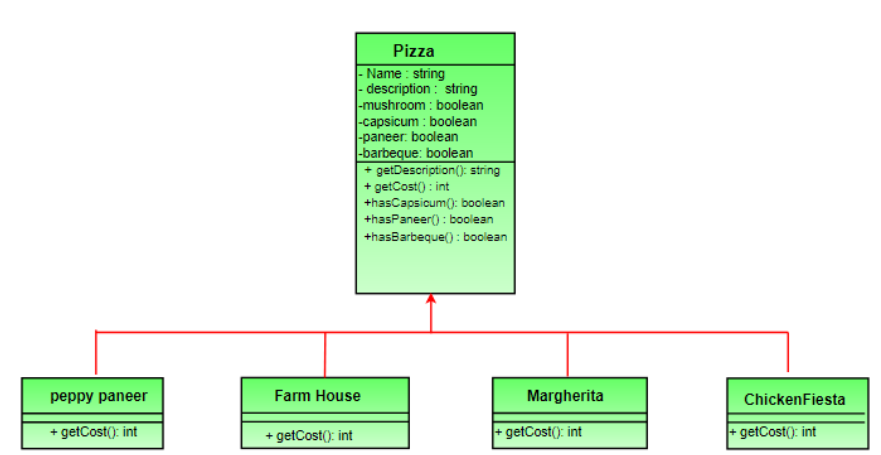 Pizza
- Name : string
- description : string
-mushroom : boolean
-capsicum : boolean
-paneer: boolean
-barbeque: boolean
+ getDescription(): string
+ getCost() : int
+hasCapsicum(): boolean
+hasPaneer() : boolean
+hasBarbeque() : boolean
peppy paneer
+ getCost(): int
Farm House
+ getCost(): int
Margherita
+ getCost(): int
ChickenFiesta
+ getCost(): int